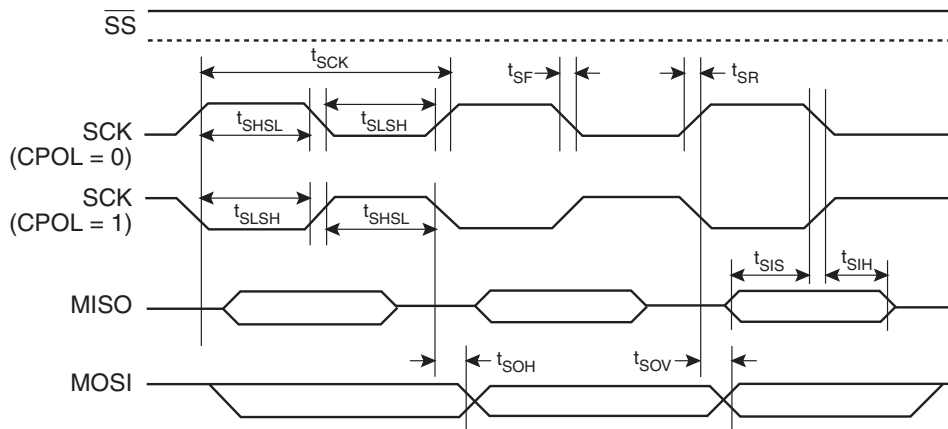 SS
tSCK
tSF
tSR
SCK
(CPOL = 0)
tSHSL
tSLSH
SCK
(CPOL = 1)
tSLSH
tSHSL
tSIS
tSIH
MISO
tSOH
tSOV
MOSI